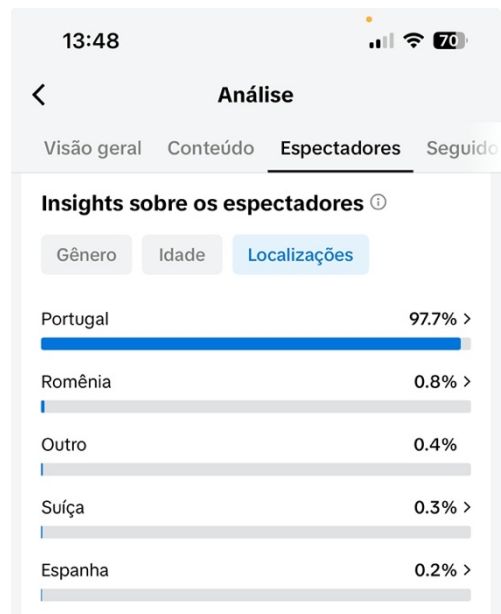 13:48
70
Análise
Visão geral Conteúdo Espectadores Seguido
Insights sobre os espectadores
Gênero Idade Localizações
Portugal 97.7%
Romênia 0.8%
Outro 0.4%
Suíça 0.3%
Espanha 0.2%